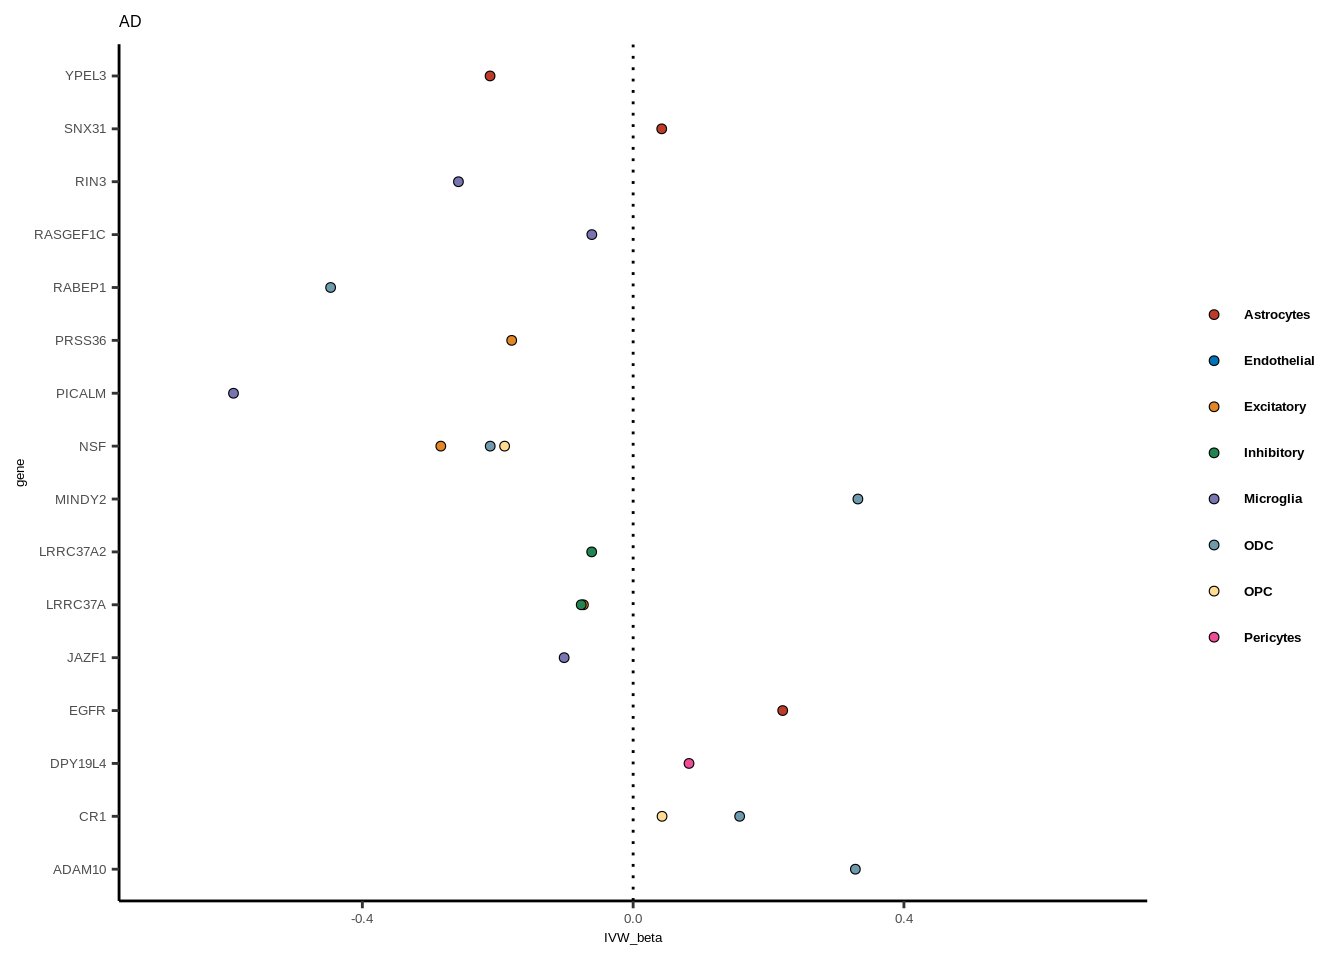 AD
YPEL3
SNX31
RIN3
RASGEF1C
RABEP1
PRSS36
PICALM
NSF
MINDY2
LRRC37A2
LRRC37A
JAZF1
EGFR
DPY19L4
CR1
ADAM10
gene
-0.4 0.0 0.4
IVW_beta
Astrocytes
Endothelial
Excitatory
Inhibitory
Microglia
ODC
OPC
Pericytes